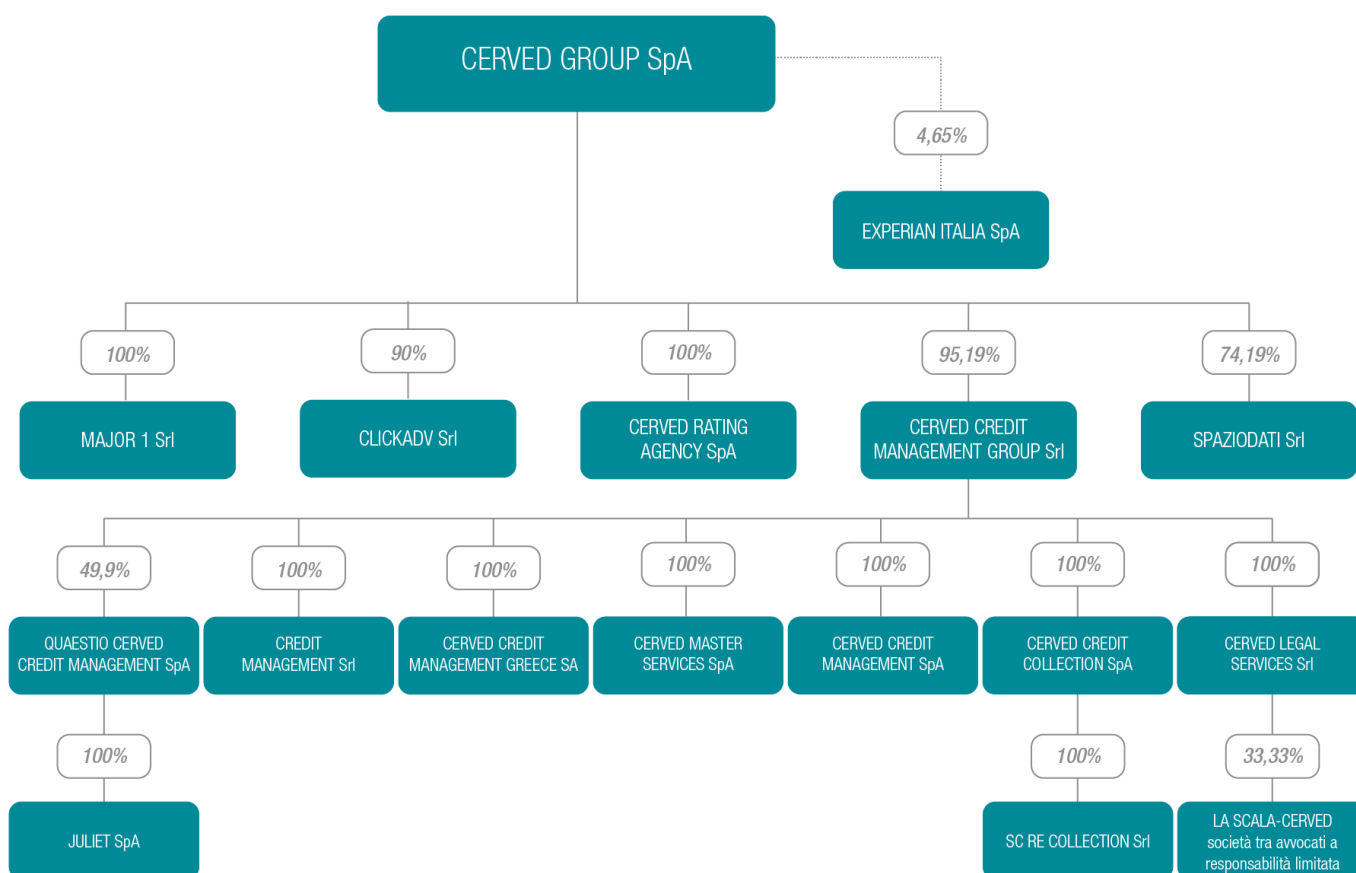 CERVED GROUP SpA
4,65%
EXPERIAN ITALIA SpA
100%
90%
100%
95,19%
74,19%
MAJOR 1 Srl
CLICKADV Srl
CERVED RATING
AGENCY SpA
CERVED CREDIT
MANAGEMENT GROUP Srl
SPAZIODATI Srl
49,9%
100%
100%
100%
100%
100%
100%
QUAESTIO CERVED
CREDIT MANAGEMENT SpA
CREDIT
MANAGEMENT Srl
CERVED CREDIT
MANAGEMENT GREECE SA
CERVED MASTER
SERVICES SpA
CERVED CREDIT
MANAGEMENT SpA
CERVED CREDIT
COLLECTION SpA
CERVED LEGAL
SERVICES Srl
100%
100%
33,33%
JULIET SpA
SC RE COLLECTION Srl
LA SCALA-CERVED
società tra avvocati a
responsabilità limitata